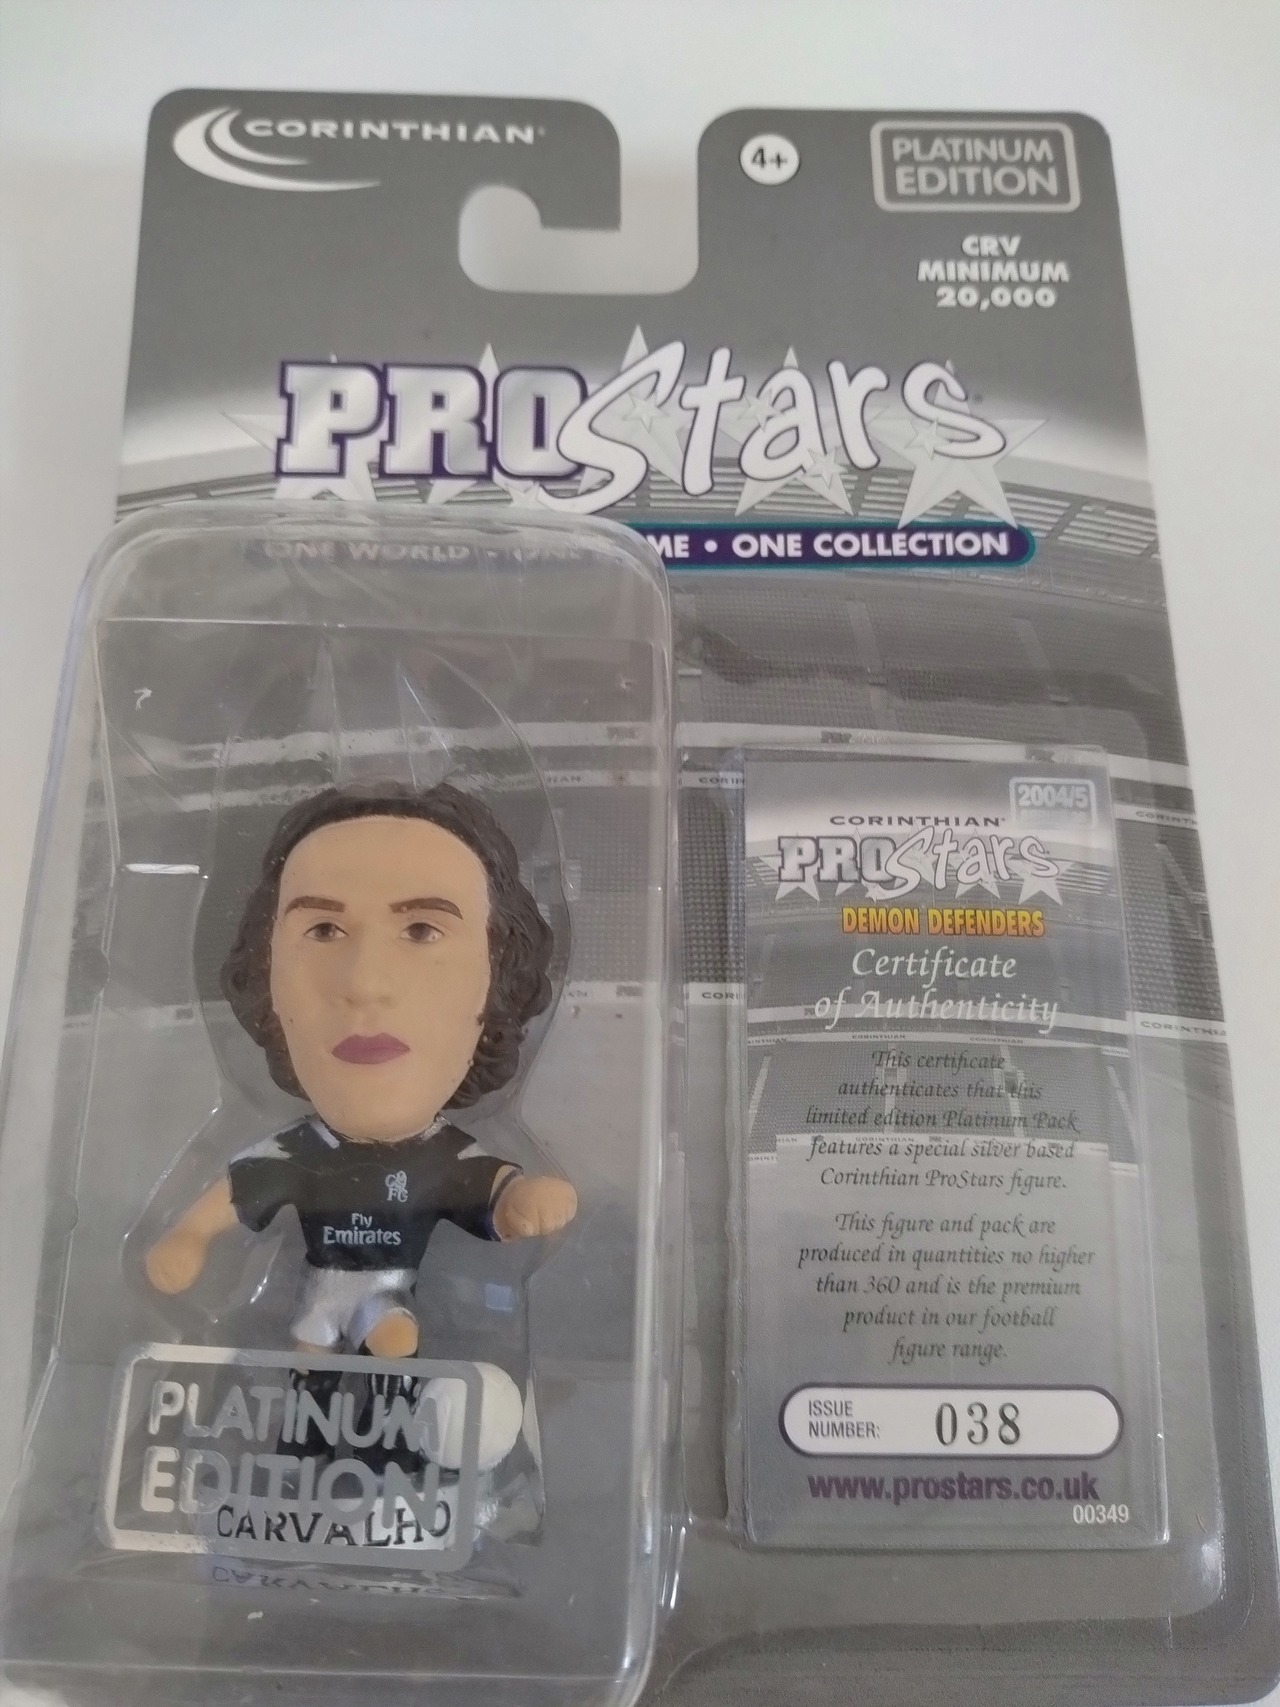 CORINTHIAN
4+
PLATINUM
EDITION
CRV
MINIMUM
20,000
PROStars
ONE WORLD • ONE ME • ONE COLLECTION
2004/5
CORINTHIAN
PROStars
DEMON DEFENDERS
Certificate
of Authenticity
This certificate
authenticates that this
limited edition Platinum Pack
features a special silver based
Corinthian ProStars figure.
This figure and pack are
produced in quantities no higher
than 360 and is the premium
product in our football
figure range.
ISSUE
NUMBER: 038
www.prostars.co.uk
00349
CFC
Fly
Emirates
PLATINUM
EDITION
CARVALHO